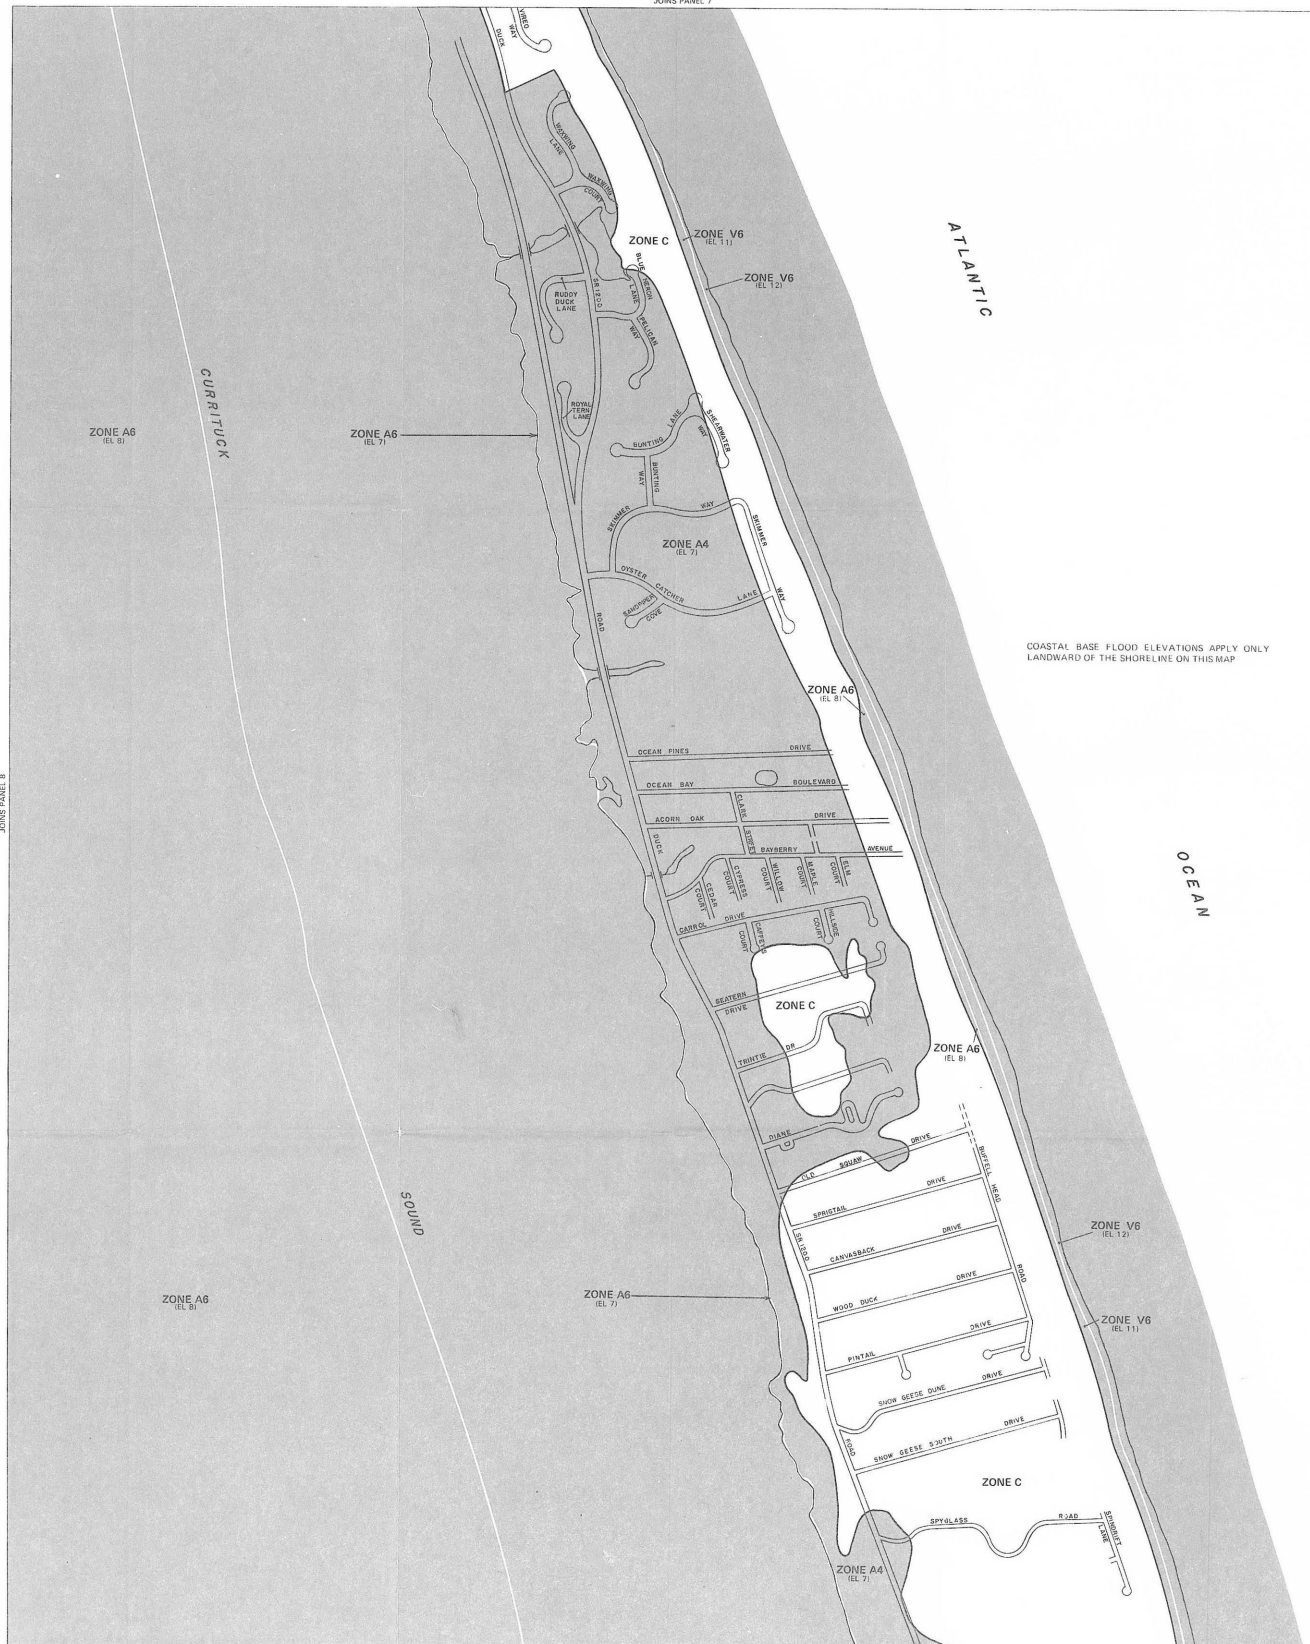 JOINS PANEL 7
VIREO
WAY
DUCK
WAXWING
LANE
WAXWING
COURT
ZONE C
ZONE V6
(EL 11)
ZONE V6
(EL 12)
ATLANTIC
BLUE HERON
LANE
SR 1200
RUDDY
DUCK
LANE
PELICAN
WAY
CURRITUCK
ROYAL
TERN
LANE
ZONE A6
(EL 8)
ZONE A6
(EL 7)
BUNTING LANE
SHEARWATER
WAY
BUNTING
WAY
SKIMMER WAY
SKIMMER
WAY
ZONE A4
(EL 7)
OYSTER CATCHER LANE
SANDPIPER
COVE
ROAD
COASTAL BASE FLOOD ELEVATIONS APPLY ONLY
LANDWARD OF THE SHORELINE ON THIS MAP
ZONE A6
(EL 8)
OCEAN PINES DRIVE
JOINS PANEL 8
OCEAN BAY BOULEVARD
CLARK
STREET
ACORN OAK DRIVE
DUCK
BAYBERRY AVENUE
CEDAR
COURT
CYPRESS
COURT
WILLOW
COURT
MAPLE
COURT
ELM
COURT
OCEAN
CARROL DRIVE
CAFFEYS
COURT
HILLSIDE
COURT
SEATERN
DRIVE
ZONE C
TRINTIE DR
ZONE A6
(EL 8)
DIANE
OLD SQUAW DRIVE
BUFFELL HEAD
ROAD
SPRIGTAIL DRIVE
SOUND
SR 1200
CANVASBACK DRIVE
ZONE V6
(EL 12)
WOOD DUCK DRIVE
ZONE A6
(EL 8)
ZONE A6
(EL 7)
ZONE V6
(EL 11)
PINTAIL DRIVE
SNOW GEESE DUNE DRIVE
SNOW GEESE SOUTH DRIVE
ROAD
ZONE C
SPYGLASS ROAD
SPINDRIFT
LANE
ZONE A4
(EL 7)